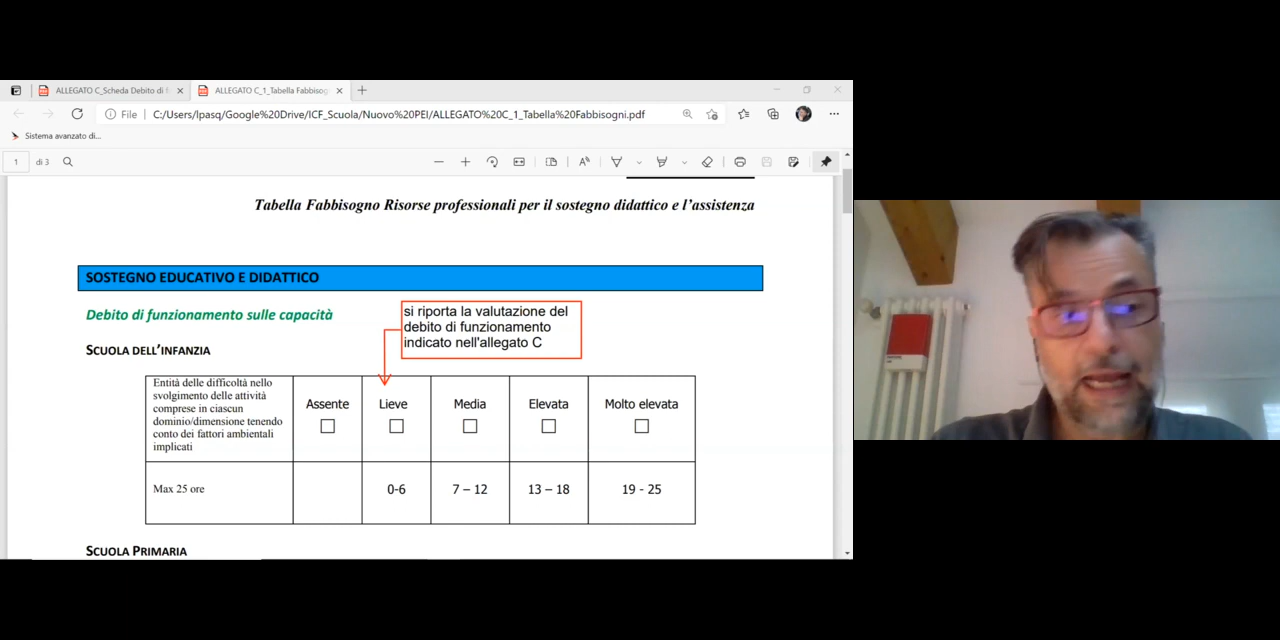 ALLEGATO C_Scheda Debito di f
ALLEGATO C_1_Tabella Fabbisog
File
C:/Users/lpasq/Google%20Drive/ICF_Scuola/Nuovo%20PEI/ALLEGATO%20C_1_Tabella%20Fabbisogni.pdf
Sistema avanzato di...
1 di 3
Tabella Fabbisogno Risorse professionali per il sostegno didattico e l'assistenza
SOSTEGNO EDUCATIVO E DIDATTICO
Debito di funzionamento sulle capacità
si riporta la valutazione del
debito di funzionamento
indicato nell'allegato C
SCUOLA DELL'INFANZIA
Entità delle difficoltà nello
svolgimento delle attività
comprese in ciascun
dominio/dimensione tenendo
conto dei fattori ambientali
implicati
Assente Lieve Media Elevata Molto elevata
Max 25 ore 0-6 7 – 12 13 – 18 19 - 25
SCUOLA PRIMARIA